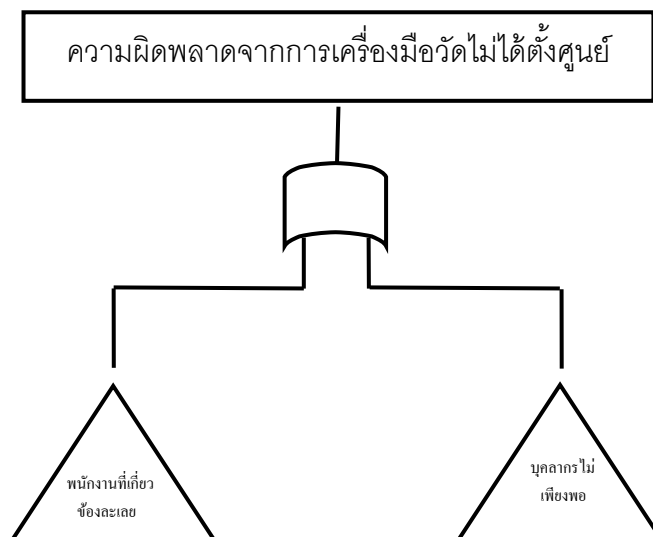 ความผิดพลาดจากการเครื่องมือวัดไม่ได้ตั้งศูนย์
พนักงานที่เกี่ยว
ข้องละเลย
บุคลากรไม่
เพียงพอ